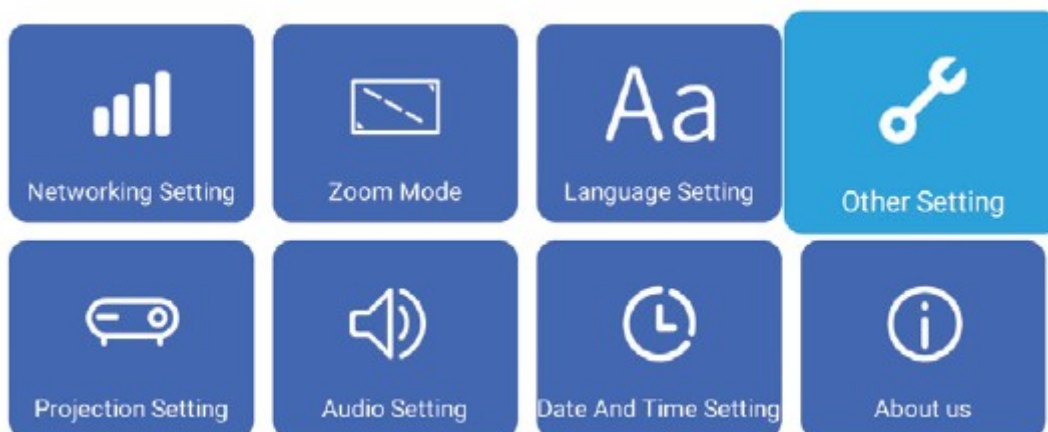 Networking Setting
Zoom Mode
Aa
Language Setting
Other Setting
Projection Setting
Audio Setting
Date And Time Setting
About us